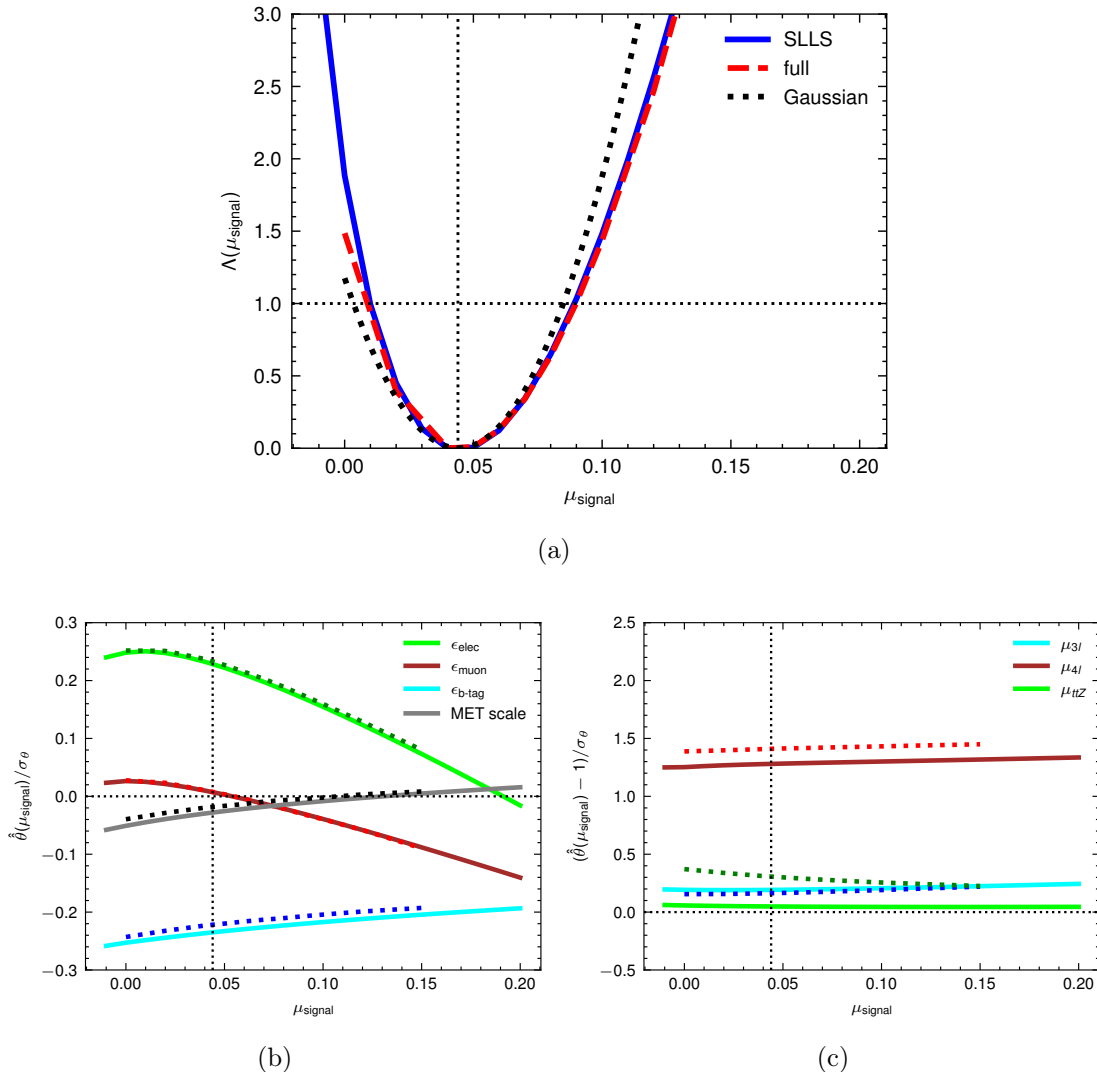 3.0
2.5
2.0
1.5
1.0
0.5
0.0
Λ(μsignal)
SLLS
full
Gaussian
0.00 0.05 0.10 0.15 0.20
μsignal
(a)
0.3
0.2
0.1
0.0
−0.1
−0.2
−0.3
θ̂(μsignal)/σθ
ϵelec
ϵmuon
ϵb-tag
MET scale
0.00 0.05 0.10 0.15 0.20
μsignal
(b)
2.5
2.0
1.5
1.0
0.5
0.0
−0.5
(θ̂(μsignal) − 1)/σθ
μ3l
μ4l
μttZ
0.00 0.05 0.10 0.15 0.20
μsignal
(c)